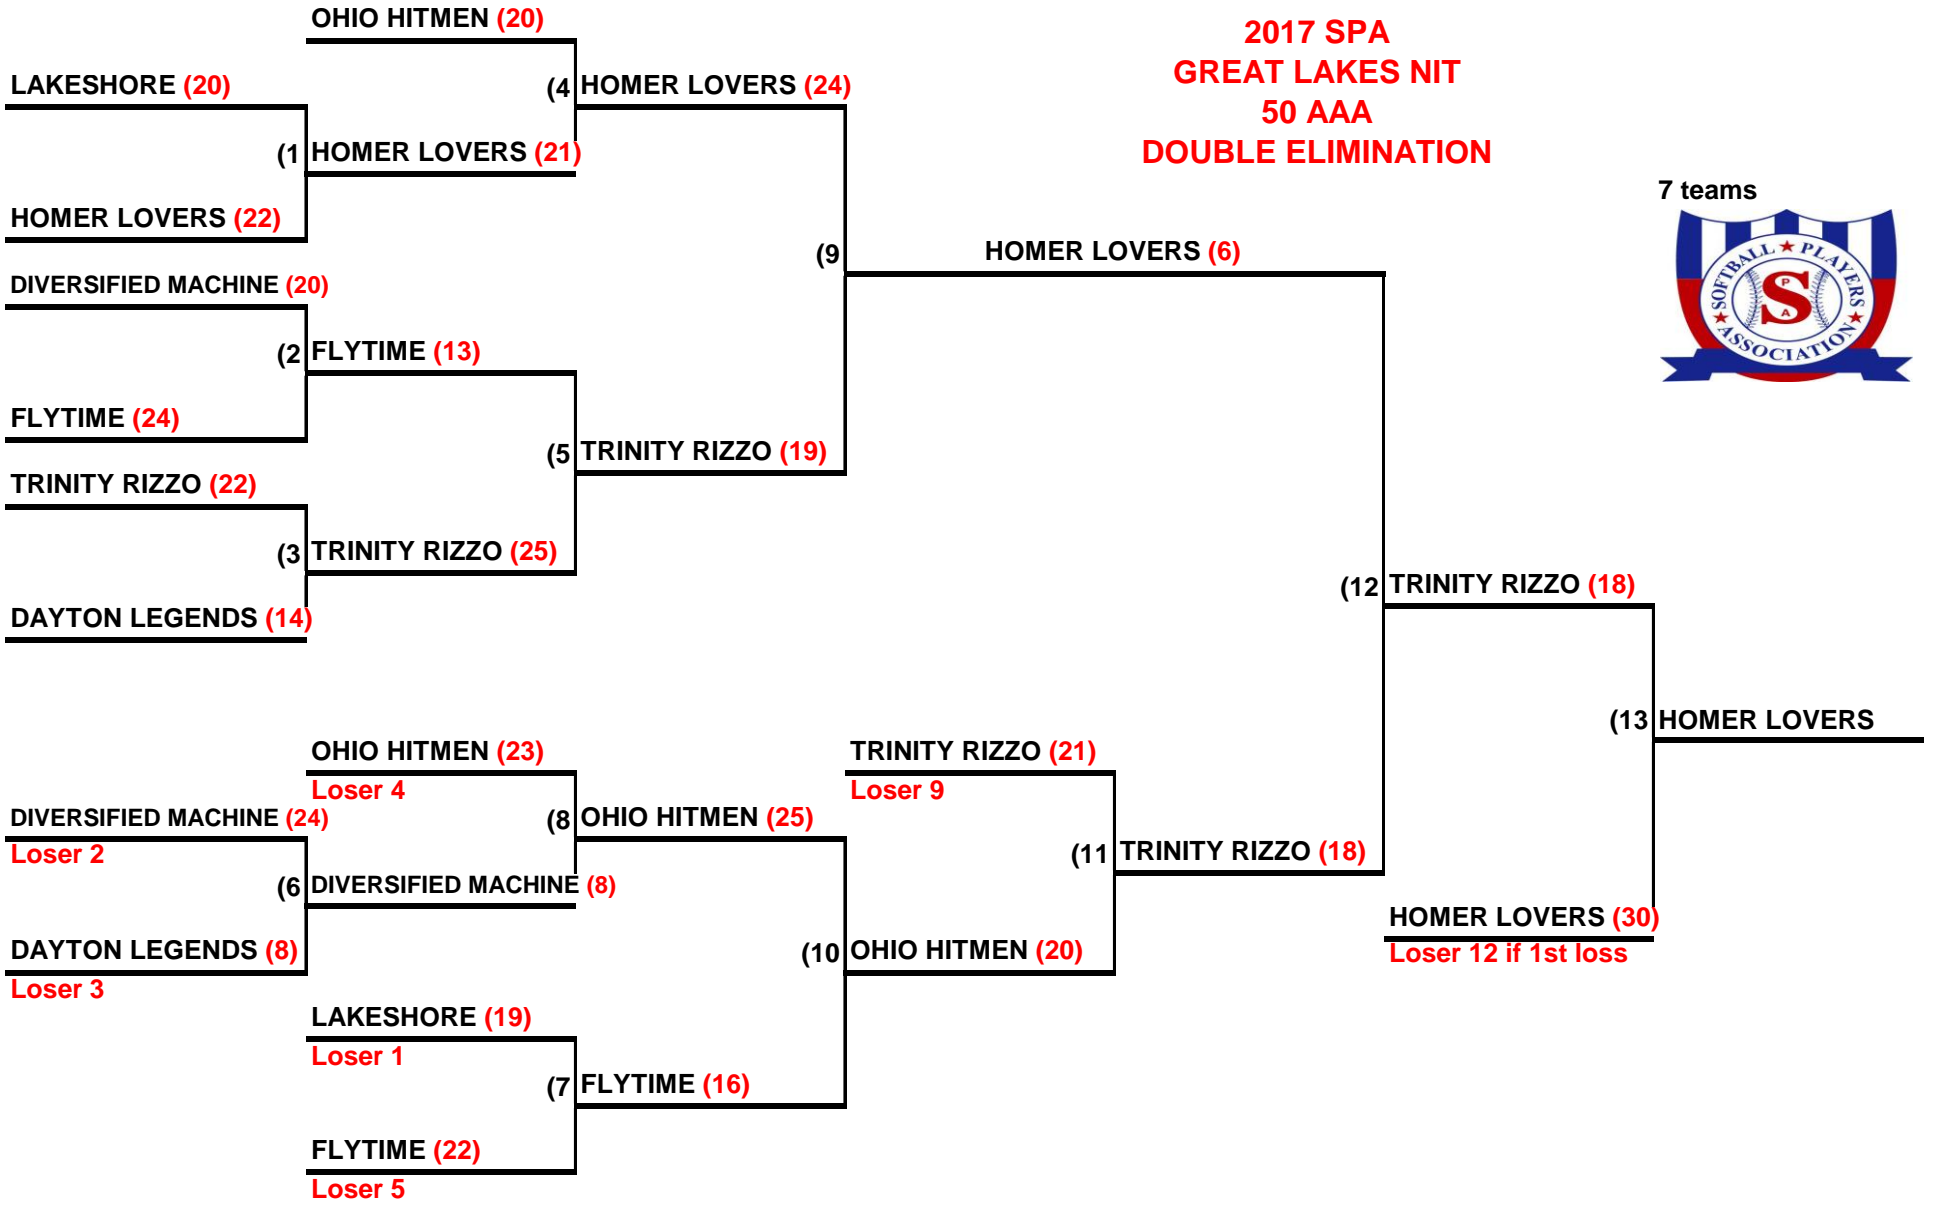 OHIO HITMEN (20)
2017 SPA
GREAT LAKES NIT
50 AAA
DOUBLE ELIMINATION
LAKESHORE (20)
(4 HOMER LOVERS (24)
(1 HOMER LOVERS (21)
7 teams
HOMER LOVERS (22)
(9 HOMER LOVERS (6)
SOFTBALL ★ PLAYERS ★ ASSOCIATION ★
P
S
A
DIVERSIFIED MACHINE (20)
(2 FLYTIME (13)
FLYTIME (24)
(5 TRINITY RIZZO (19)
TRINITY RIZZO (22)
(3 TRINITY RIZZO (25)
(12 TRINITY RIZZO (18)
DAYTON LEGENDS (14)
(13 HOMER LOVERS
OHIO HITMEN (23)
Loser 4
TRINITY RIZZO (21)
Loser 9
DIVERSIFIED MACHINE (24)
Loser 2
(8 OHIO HITMEN (25)
(11 TRINITY RIZZO (18)
(6 DIVERSIFIED MACHINE (8)
HOMER LOVERS (30)
Loser 12 if 1st loss
DAYTON LEGENDS (8)
Loser 3
(10 OHIO HITMEN (20)
LAKESHORE (19)
Loser 1
(7 FLYTIME (16)
FLYTIME (22)
Loser 5